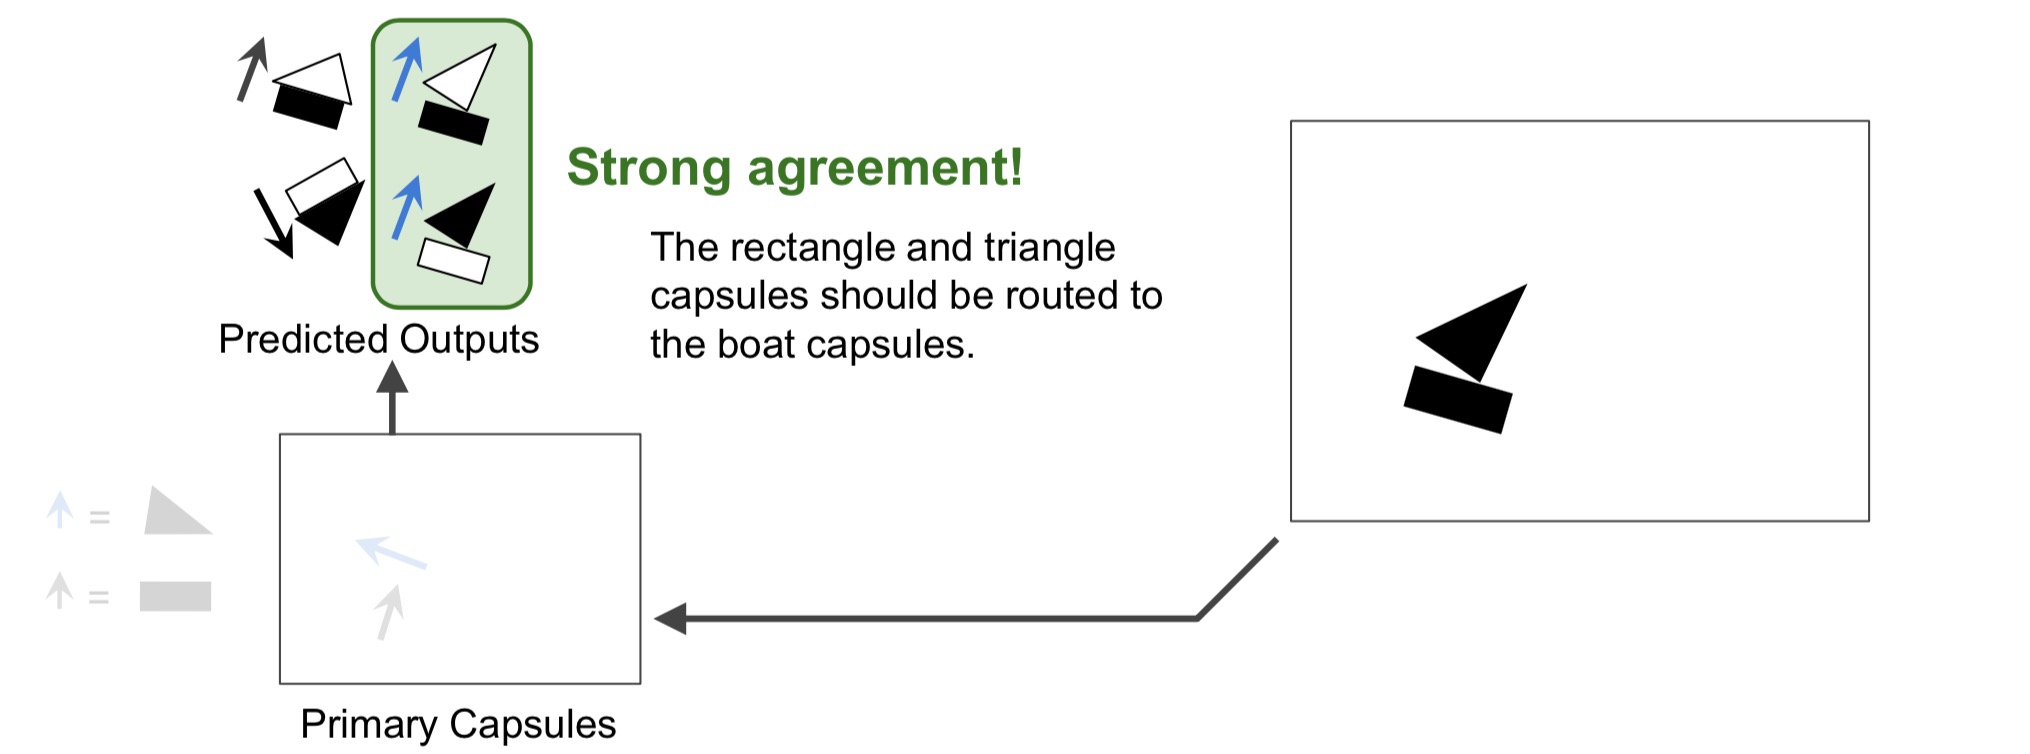 Strong agreement!
The rectangle and triangle
capsules should be routed to
the boat capsules.
Predicted Outputs
=
=
Primary Capsules